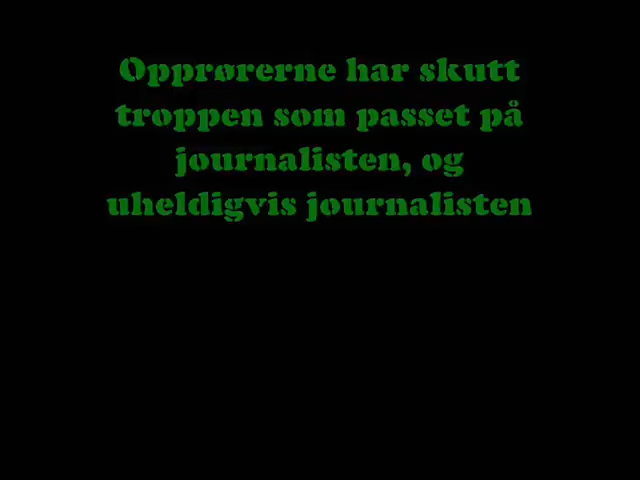 Opprørerne har skutt
troppen som passet på
journalisten, og
uheldigvis journalisten